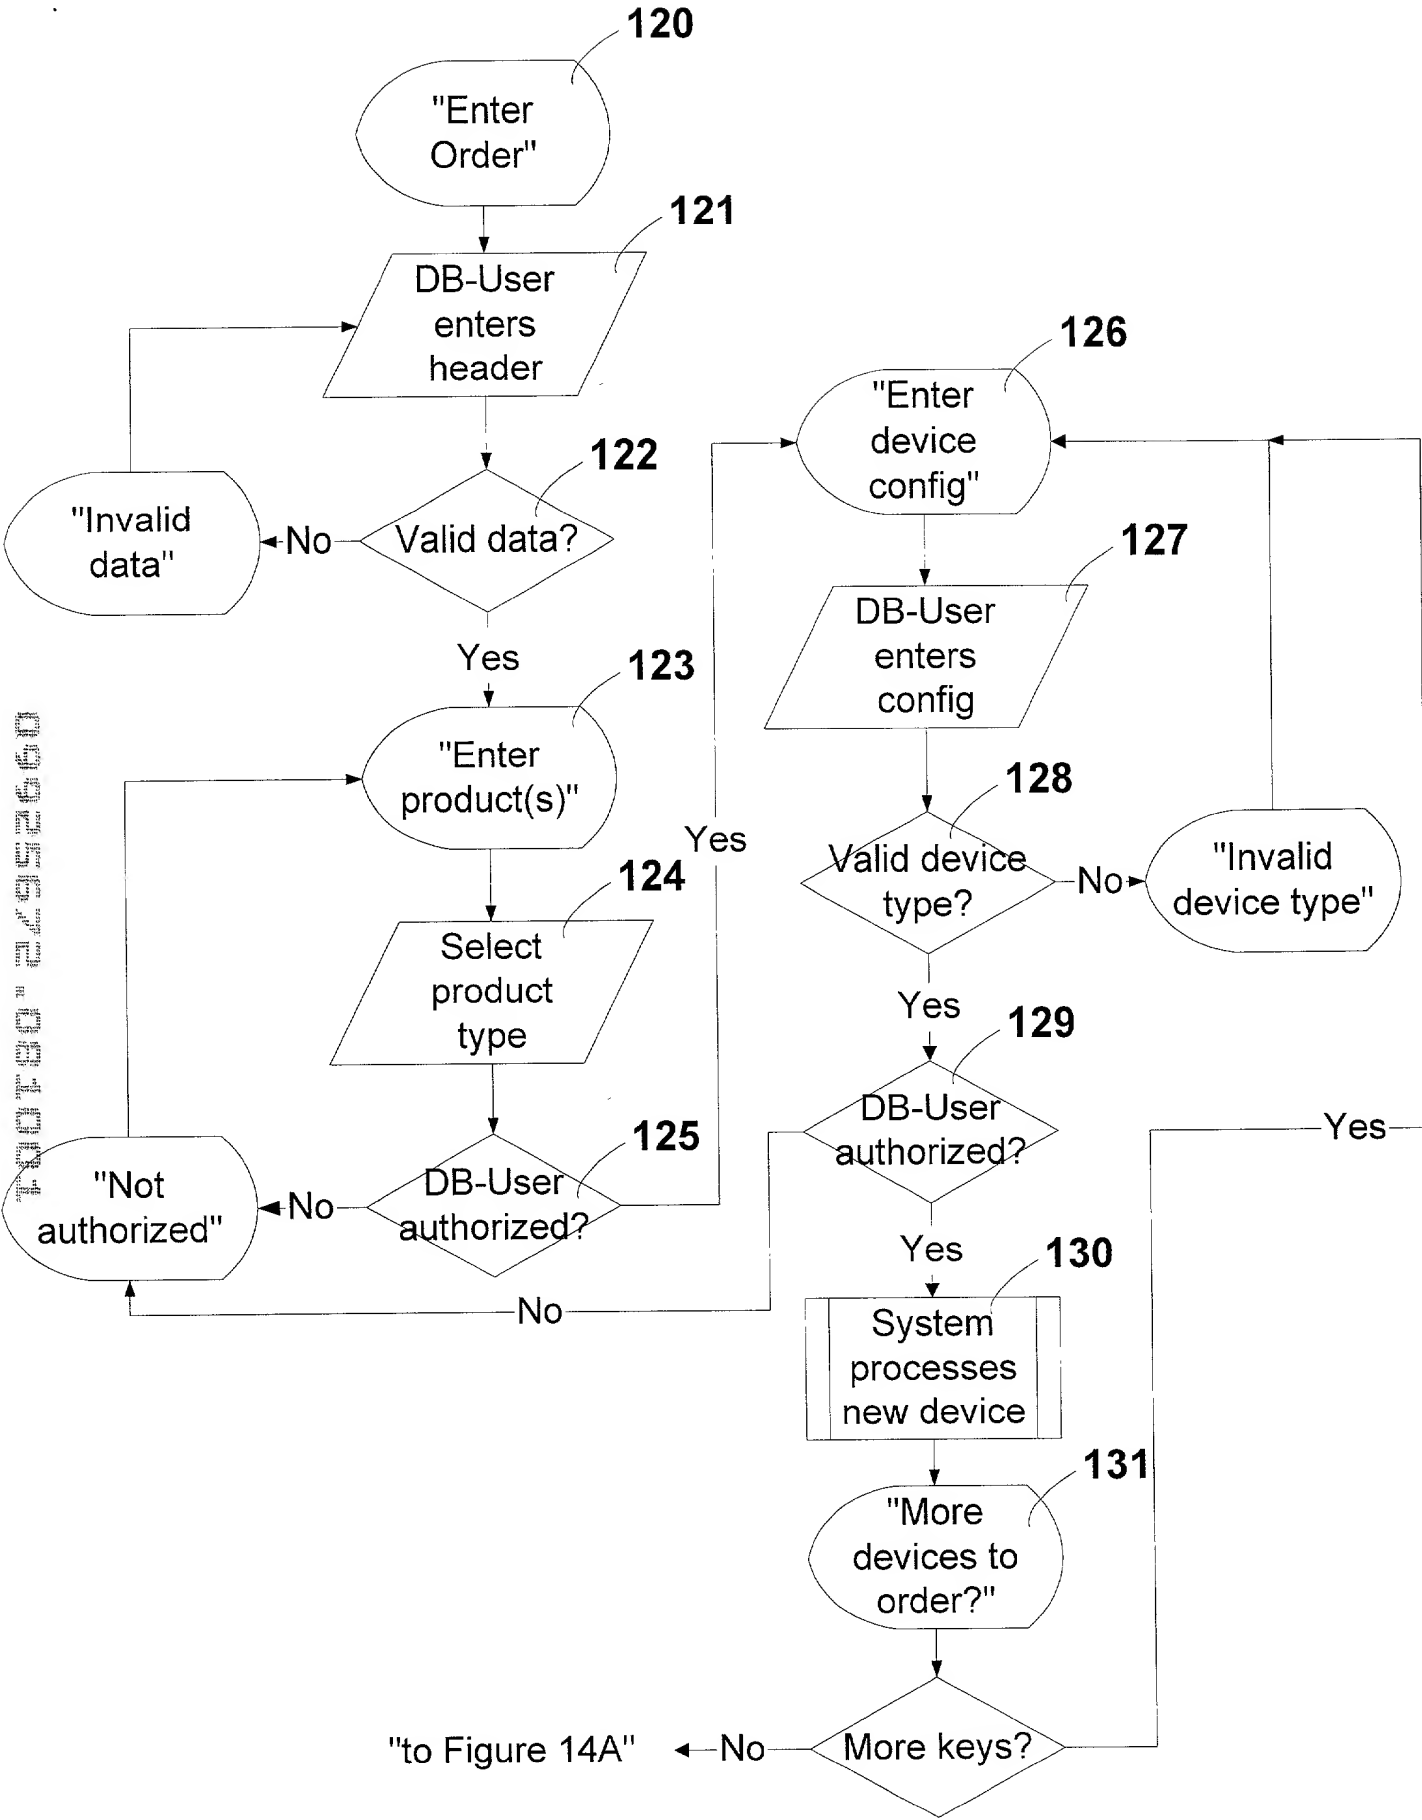 120
"Enter
Order"
121
DB-User
enters
header
122
Valid data?
No
"Invalid
data"
Yes
123
"Enter
product(s)"
124
Select
product
type
125
DB-User
authorized?
No
"Not
authorized"
Yes
126
"Enter
device
config"
127
DB-User
enters
config
128
Valid device
type?
No
"Invalid
device type"
Yes
129
DB-User
authorized?
No
Yes
130
System
processes
new device
131
"More
devices to
order?"
More keys?
Yes
No
"to Figure 14A"